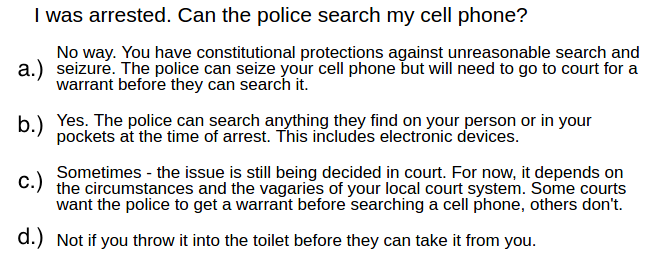 I was arrested. Can the police search my cell phone?
a.) No way. You have constitutional protections against unreasonable search and
seizure. The police can seize your cell phone but will need to go to court for a
warrant before they can search it.
b.) Yes. The police can search anything they find on your person or in your
pockets at the time of arrest. This includes electronic devices.
c.) Sometimes - the issue is still being decided in court. For now, it depends on
the circumstances and the vagaries of your local court system. Some courts
want the police to get a warrant before searching a cell phone, others don't.
d.) Not if you throw it into the toilet before they can take it from you.